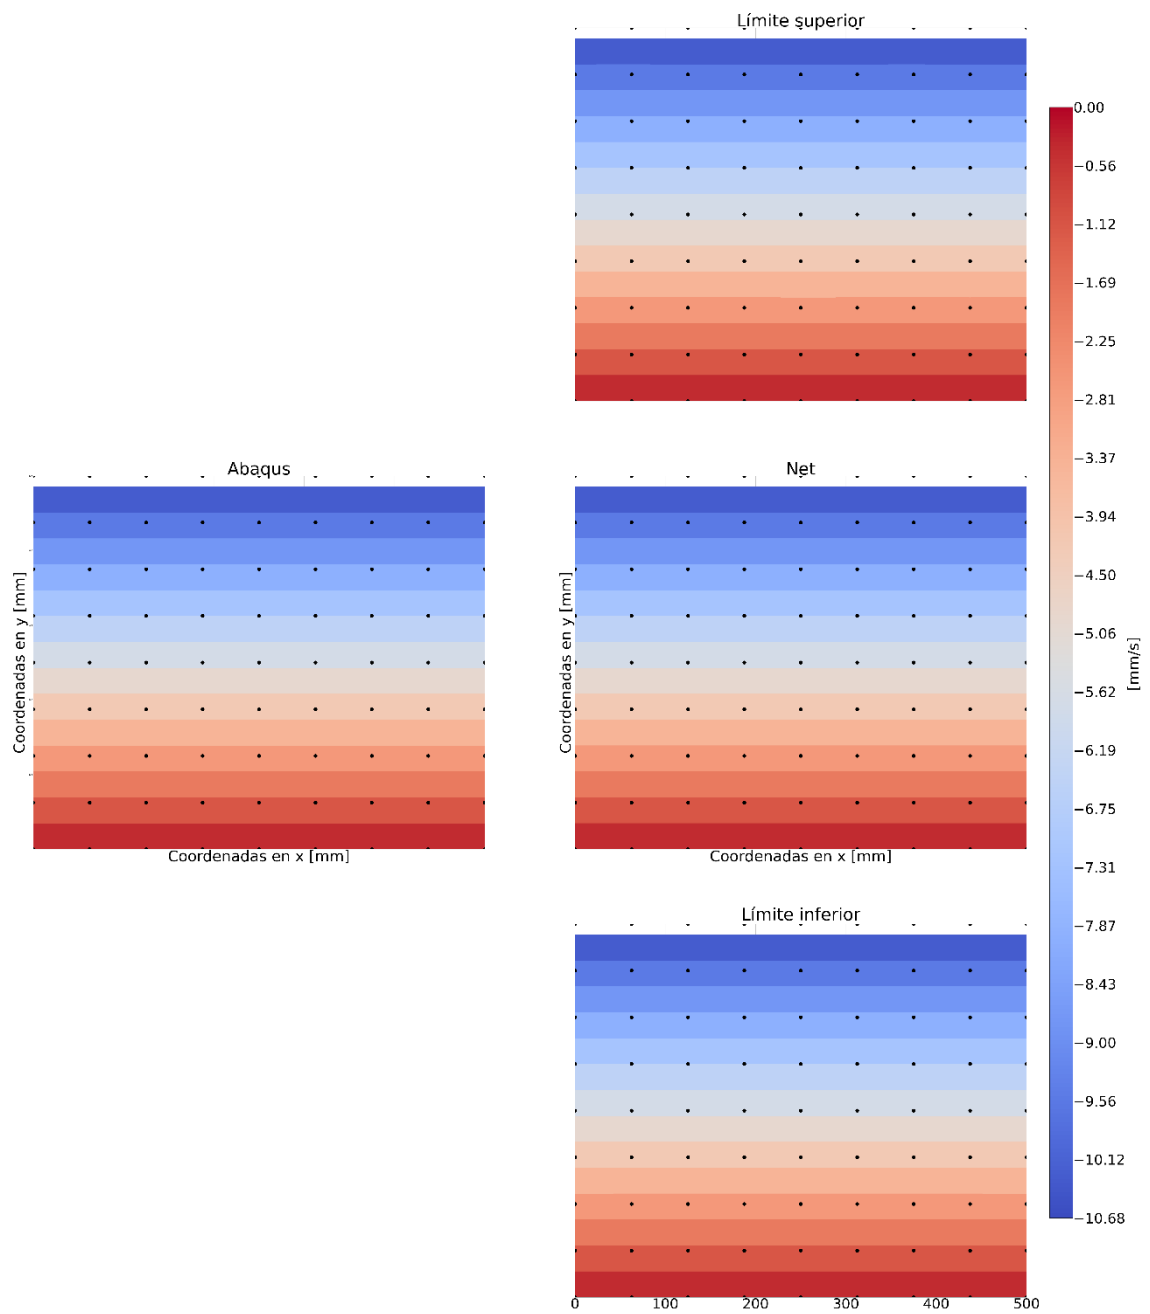 Límite superior
0.00
−0.56
−1.12
−1.69
−2.25
−2.81
−3.37
−3.94
−4.50
−5.06
−5.62
−6.19
−6.75
−7.31
−7.87
−8.43
−9.00
−9.56
−10.12
−10.68
[mm/s]
Abaqus
Coordenadas en y [mm]
Coordenadas en x [mm]
Net
Coordenadas en y [mm]
Coordenadas en x [mm]
Límite inferior
0 100 200 300 400 500